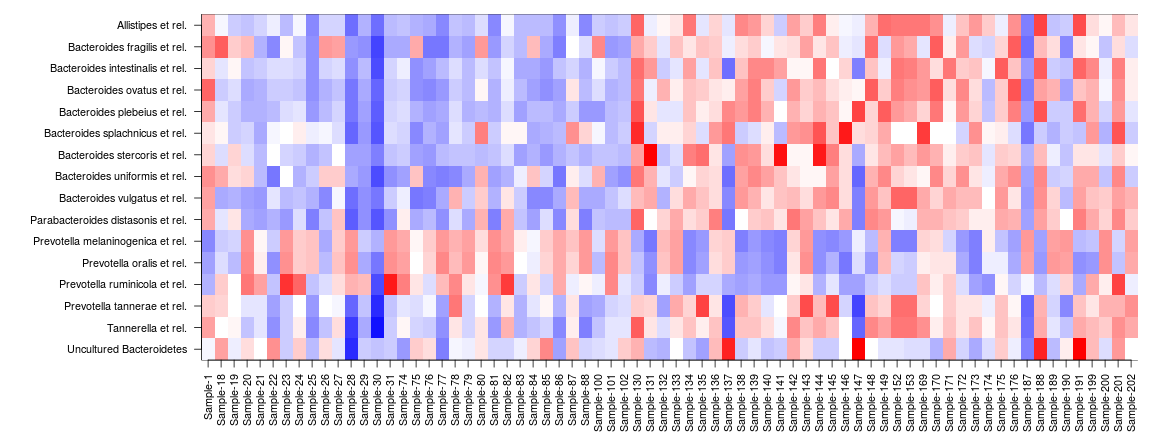 Allistipes et rel.
Bacteroides fragilis et rel.
Bacteroides intestinalis et rel.
Bacteroides ovatus et rel.
Bacteroides plebeius et rel.
Bacteroides splachnicus et rel.
Bacteroides stercoris et rel.
Bacteroides uniformis et rel.
Bacteroides vulgatus et rel.
Parabacteroides distasonis et rel.
Prevotella melaninogenica et rel.
Prevotella oralis et rel.
Prevotella ruminicola et rel.
Prevotella tannerae et rel.
Tannerella et rel.
Uncultured Bacteroidetes
Sample-1
Sample-18
Sample-19
Sample-20
Sample-21
Sample-22
Sample-23
Sample-24
Sample-25
Sample-26
Sample-27
Sample-28
Sample-29
Sample-30
Sample-31
Sample-74
Sample-75
Sample-76
Sample-77
Sample-78
Sample-79
Sample-80
Sample-81
Sample-82
Sample-83
Sample-84
Sample-85
Sample-86
Sample-87
Sample-88
Sample-100
Sample-101
Sample-102
Sample-130
Sample-131
Sample-132
Sample-133
Sample-134
Sample-135
Sample-136
Sample-137
Sample-138
Sample-139
Sample-140
Sample-141
Sample-142
Sample-143
Sample-144
Sample-145
Sample-146
Sample-147
Sample-148
Sample-149
Sample-152
Sample-153
Sample-169
Sample-170
Sample-171
Sample-172
Sample-173
Sample-174
Sample-175
Sample-176
Sample-187
Sample-188
Sample-189
Sample-190
Sample-191
Sample-199
Sample-200
Sample-201
Sample-202